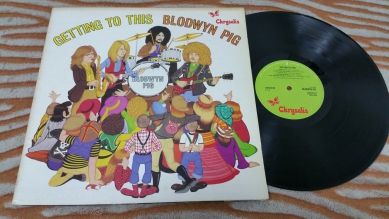 GETTING TO THIS BLODWYN PIG
Chrysalis
BLODWYN
PIG
Chrysalis